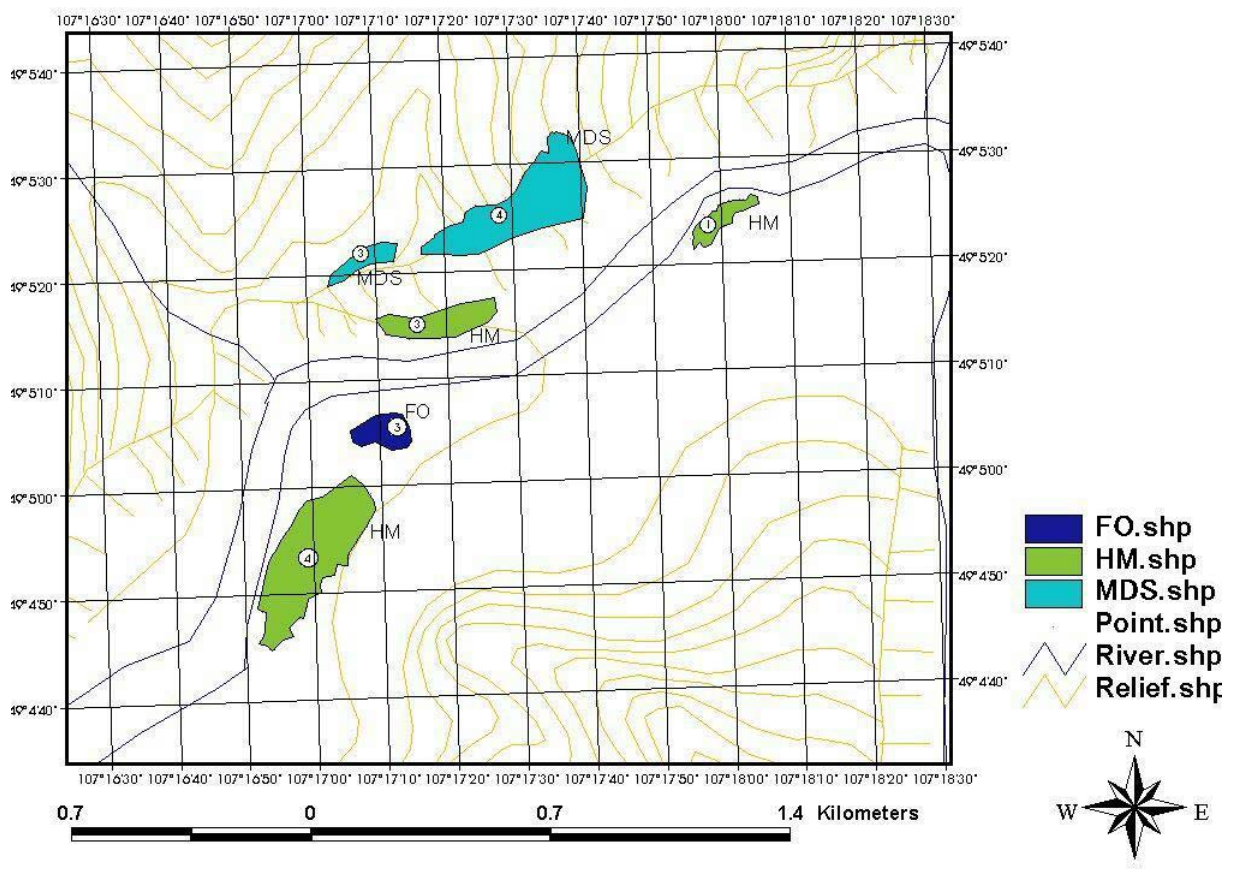 107°16'30" 107°16'40" 107°16'50" 107°17'00" 107°17'10" 107°17'20" 107°17'30" 107°17'40" 107°17'50" 107°18'00" 107°18'10" 107°18'20" 107°18'30"
49°5'40" 49°5'40"
MDS
49°5'30" 49°5'30"
4
1 HM
3
MDS
49°5'20" 49°5'20"
3
HM
49°5'10" 49°5'10"
FO
3
49°5'00" 49°5'00"
HM
4
49°4'50" 49°4'50"
49°4'40" 49°4'40"
107°16'30" 107°16'40" 107°16'50" 107°17'00" 107°17'10" 107°17'20" 107°17'30" 107°17'40" 107°17'50" 107°18'00" 107°18'10" 107°18'20" 107°18'30"
0.7 0 0.7 1.4 Kilometers
FO.shp
HM.shp
MDS.shp
Point.shp
River.shp
Relief.shp
N
W E
S